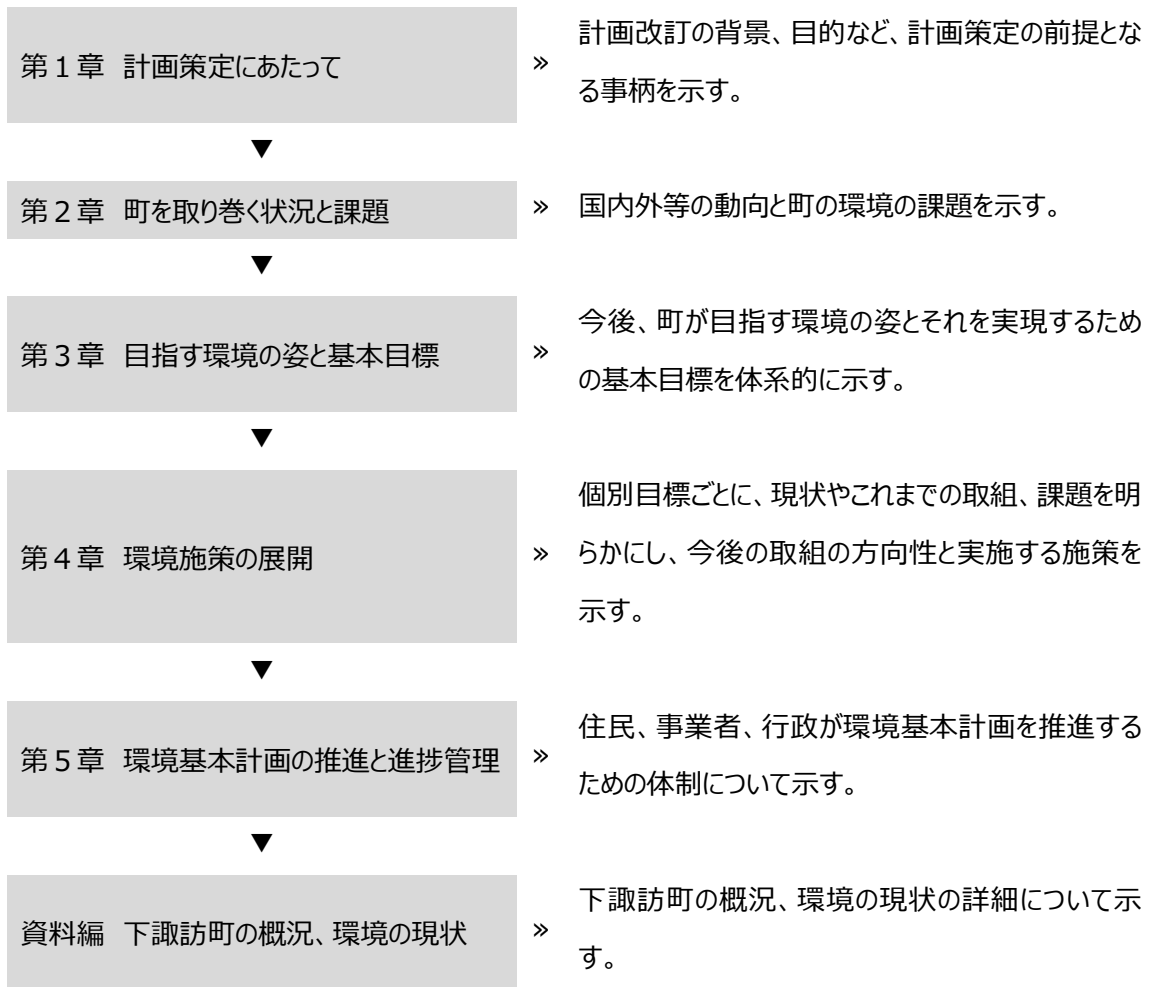 第1章 計画策定にあたって
»
計画改訂の背景、目的など、計画策定の前提とな
る事柄を示す。
▼
第2章 町を取り巻く状況と課題
»
国内外等の動向と町の環境の課題を示す。
▼
第3章 目指す環境の姿と基本目標
»
今後、町が目指す環境の姿とそれを実現するため
の基本目標を体系的に示す。
▼
第4章 環境施策の展開
»
個別目標ごとに、現状やこれまでの取組、課題を明
らかにし、今後の取組の方向性と実施する施策を
示す。
▼
第5章 環境基本計画の推進と進捗管理
»
住民、事業者、行政が環境基本計画を推進する
ための体制について示す。
▼
資料編 下諏訪町の概況、環境の現状
»
下諏訪町の概況、環境の現状の詳細について示
す。